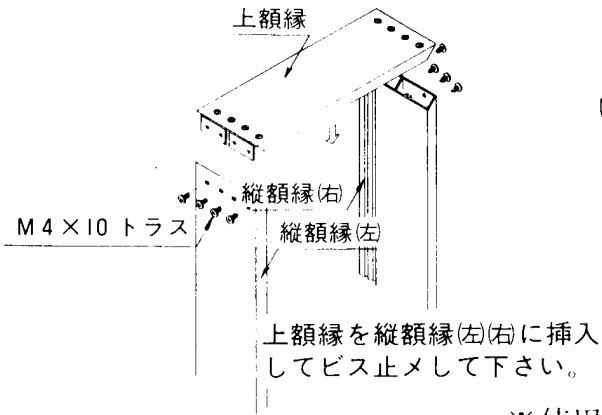 上額縁
縦額縁(右)
M4×10 トラス
縦額縁(左)
上額縁を縦額縁(左)(右)に挿入
してビス止メして下さい。